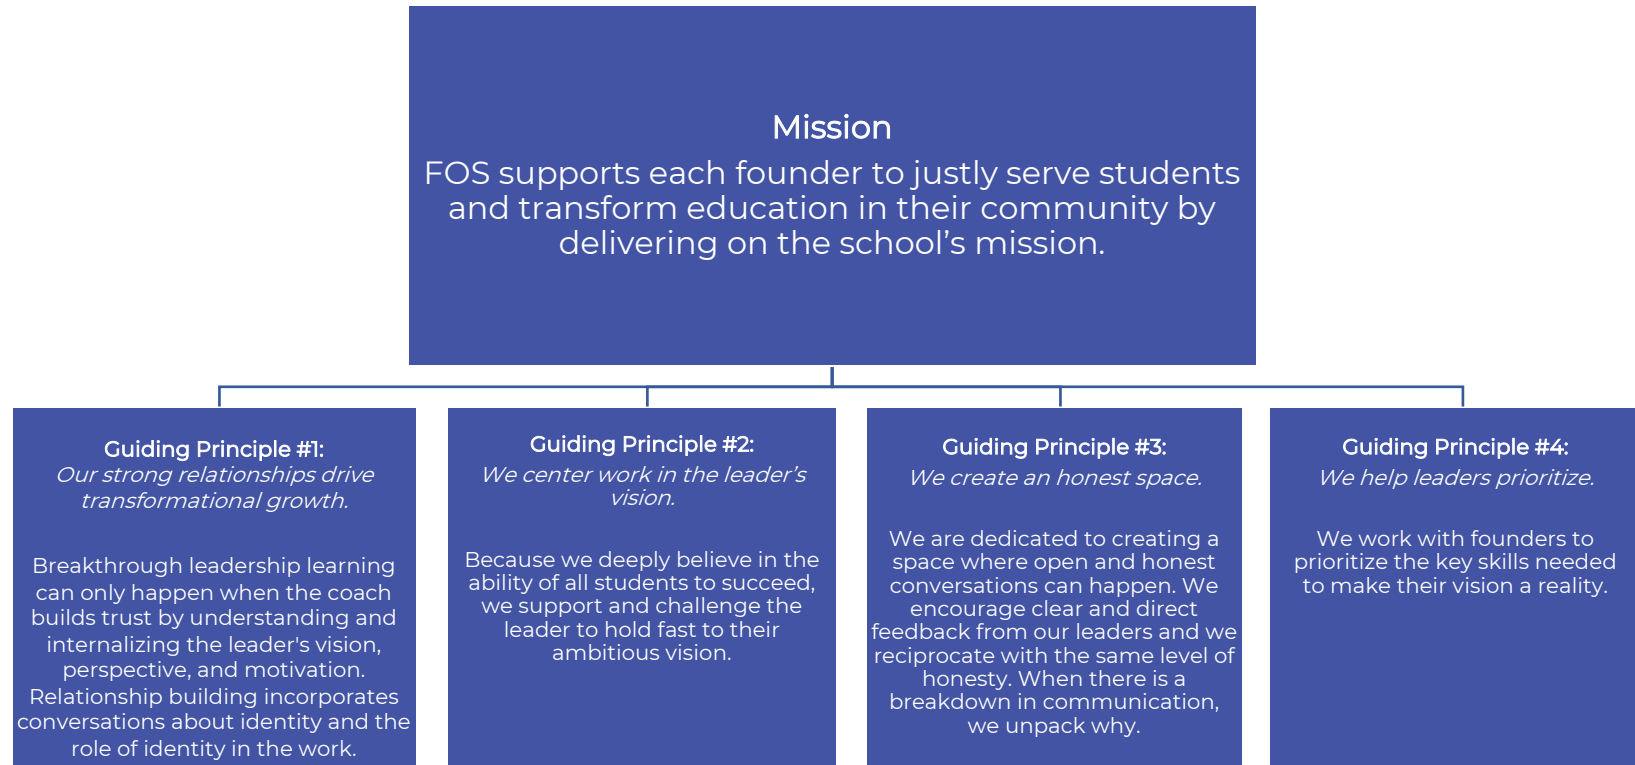 Mission
FOS supports each founder to justly serve students
and transform education in their community by
delivering on the school’s mission.
Guiding Principle #1:
Our strong relationships drive
transformational growth.
Breakthrough leadership learning
can only happen when the coach
builds trust by understanding and
internalizing the leader's vision,
perspective, and motivation.
Relationship building incorporates
conversations about identity and the
role of identity in the work.
Guiding Principle #2:
We center work in the leader’s
vision.
Because we deeply believe in the
ability of all students to succeed,
we support and challenge the
leader to hold fast to their
ambitious vision.
Guiding Principle #3:
We create an honest space.
We are dedicated to creating a
space where open and honest
conversations can happen. We
encourage clear and direct
feedback from our leaders and we
reciprocate with the same level of
honesty. When there is a
breakdown in communication,
we unpack why.
Guiding Principle #4:
We help leaders prioritize.
We work with founders to
prioritize the key skills needed
to make their vision a reality.